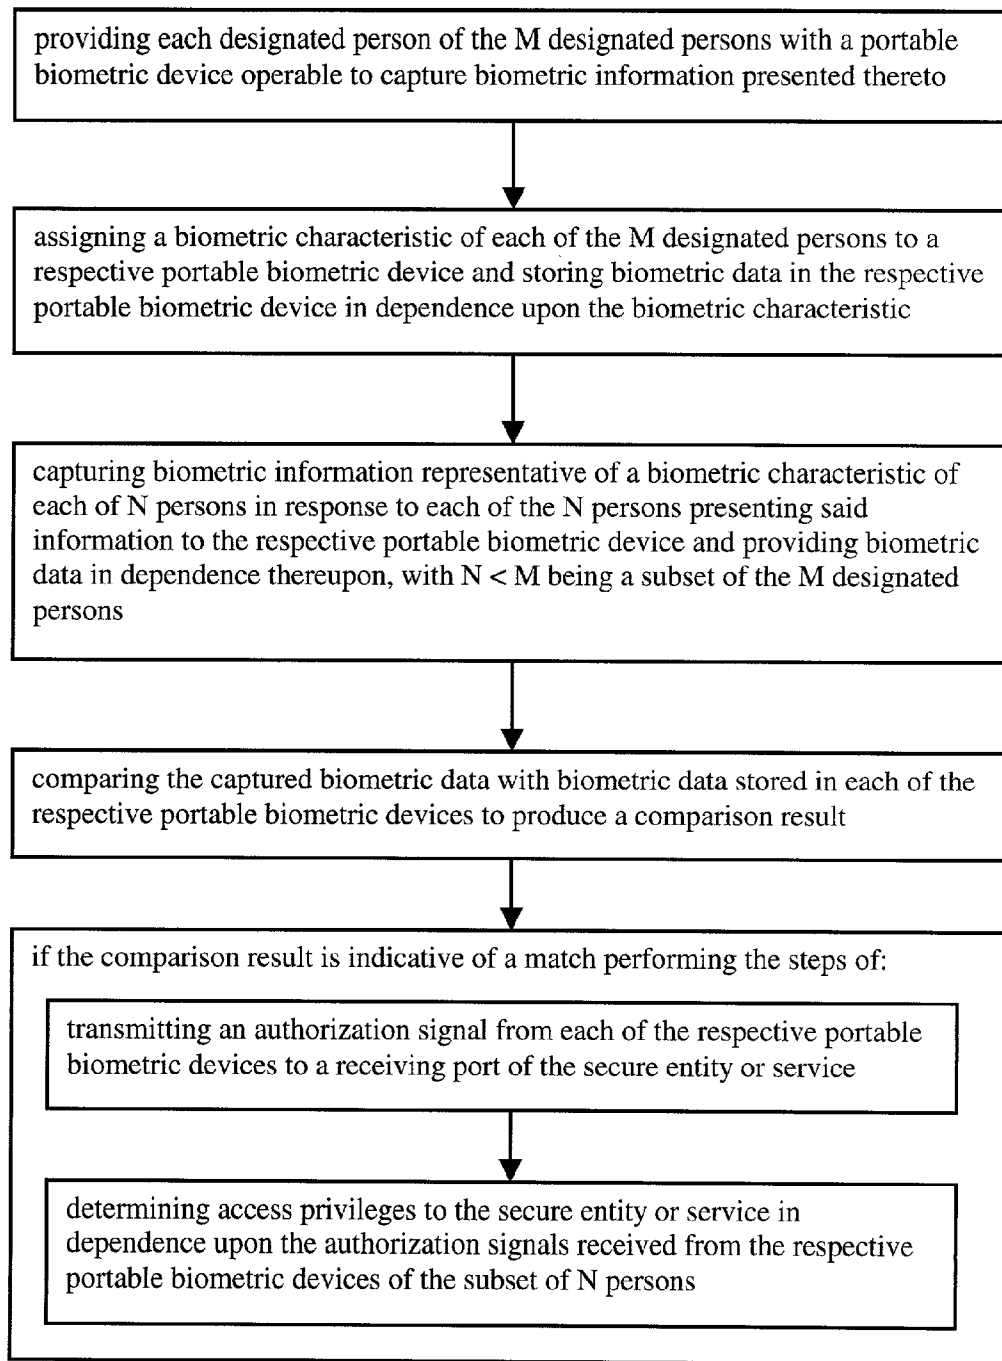 providing each designated person of the M designated persons with a portable
biometric device operable to capture biometric information presented thereto
assigning a biometric characteristic of each of the M designated persons to a
respective portable biometric device and storing biometric data in the respective
portable biometric device in dependence upon the biometric characteristic
capturing biometric information representative of a biometric characteristic of
each of N persons in response to each of the N persons presenting said
information to the respective portable biometric device and providing biometric
data in dependence thereupon, with N < M being a subset of the M designated
persons
comparing the captured biometric data with biometric data stored in each of the
respective portable biometric devices to produce a comparison result
if the comparison result is indicative of a match performing the steps of:
transmitting an authorization signal from each of the respective portable
biometric devices to a receiving port of the secure entity or service
determining access privileges to the secure entity or service in
dependence upon the authorization signals received from the respective
portable biometric devices of the subset of N persons